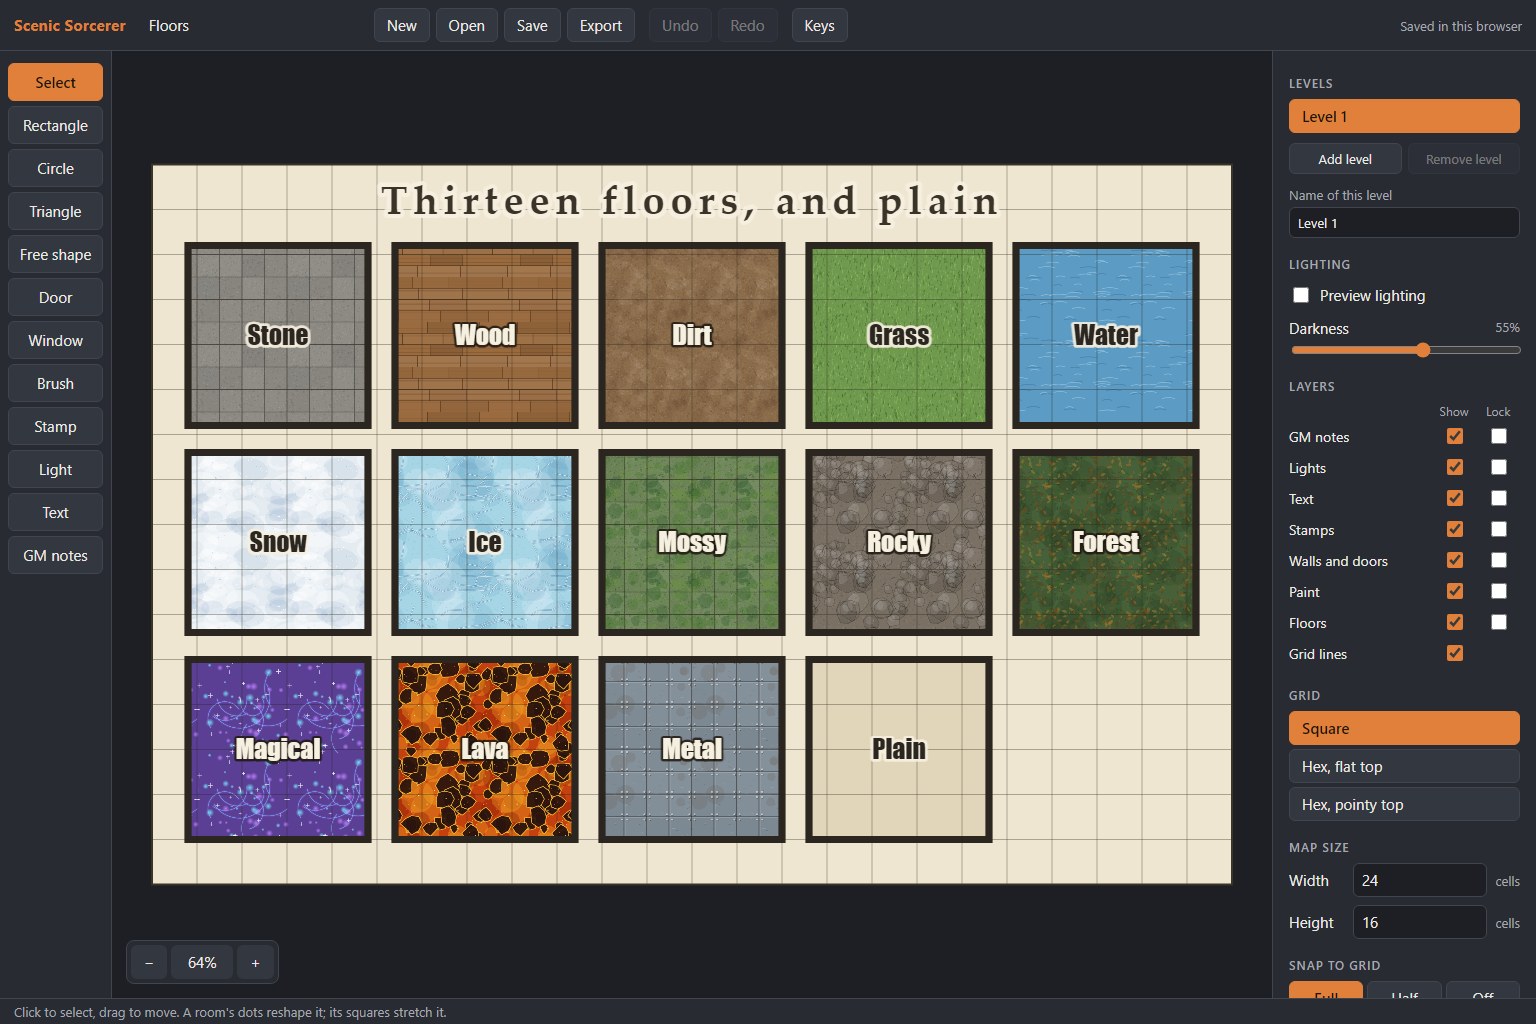 Scenic Sorcerer Floors New Open Save Export Undo Redo Keys Saved in this browser
Select
Rectangle
Circle
Triangle
Free shape
Door
Window
Brush
Stamp
Light
Text
GM notes
Thirteen floors, and plain
Stone Wood Dirt Grass Water
Snow Ice Mossy Rocky Forest
Magical Lava Metal Plain
− 64% +
LEVELS
Level 1
Add level Remove level
Name of this level
Level 1
LIGHTING
Preview lighting
Darkness 55%
LAYERS
Show Lock
GM notes
Lights
Text
Stamps
Walls and doors
Paint
Floors
Grid lines
GRID
Square
Hex, flat top
Hex, pointy top
MAP SIZE
Width 24 cells
Height 16 cells
SNAP TO GRID
Full Half Off
Click to select, drag to move. A room's dots reshape it; its squares stretch it.